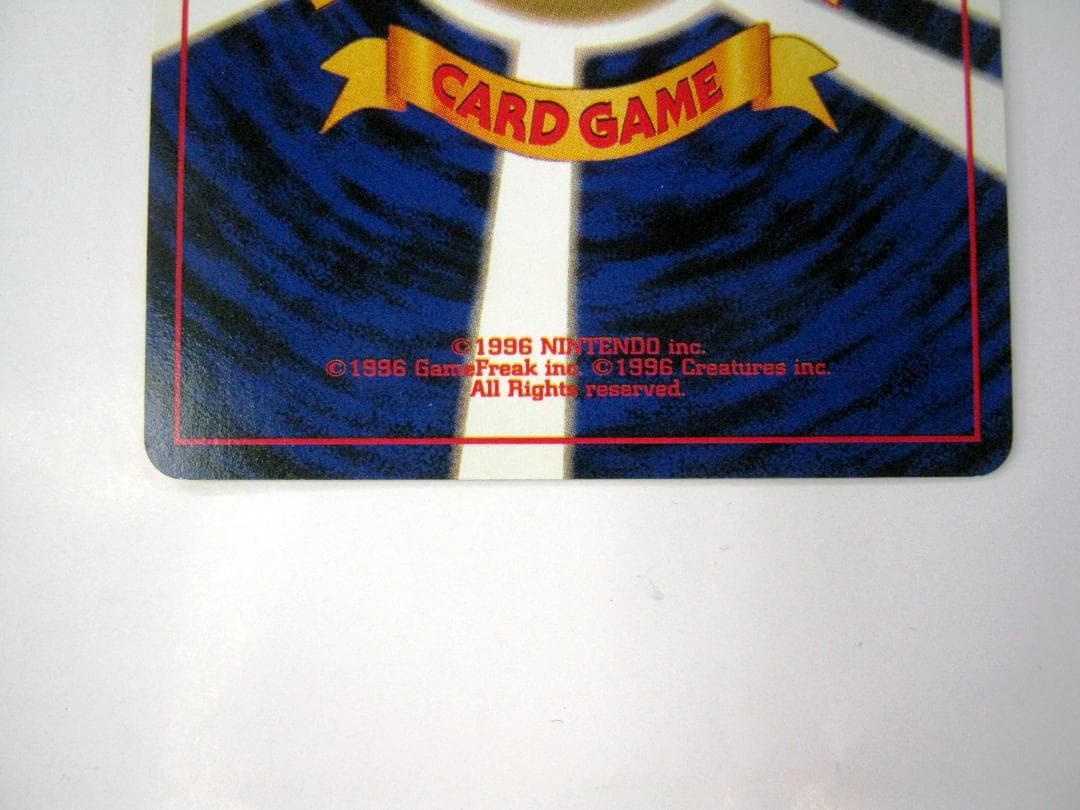 CARD GAME
©1996 NINTENDO inc.
©1996 GameFreak inc. ©1996 Creatures inc.
All Rights reserved.